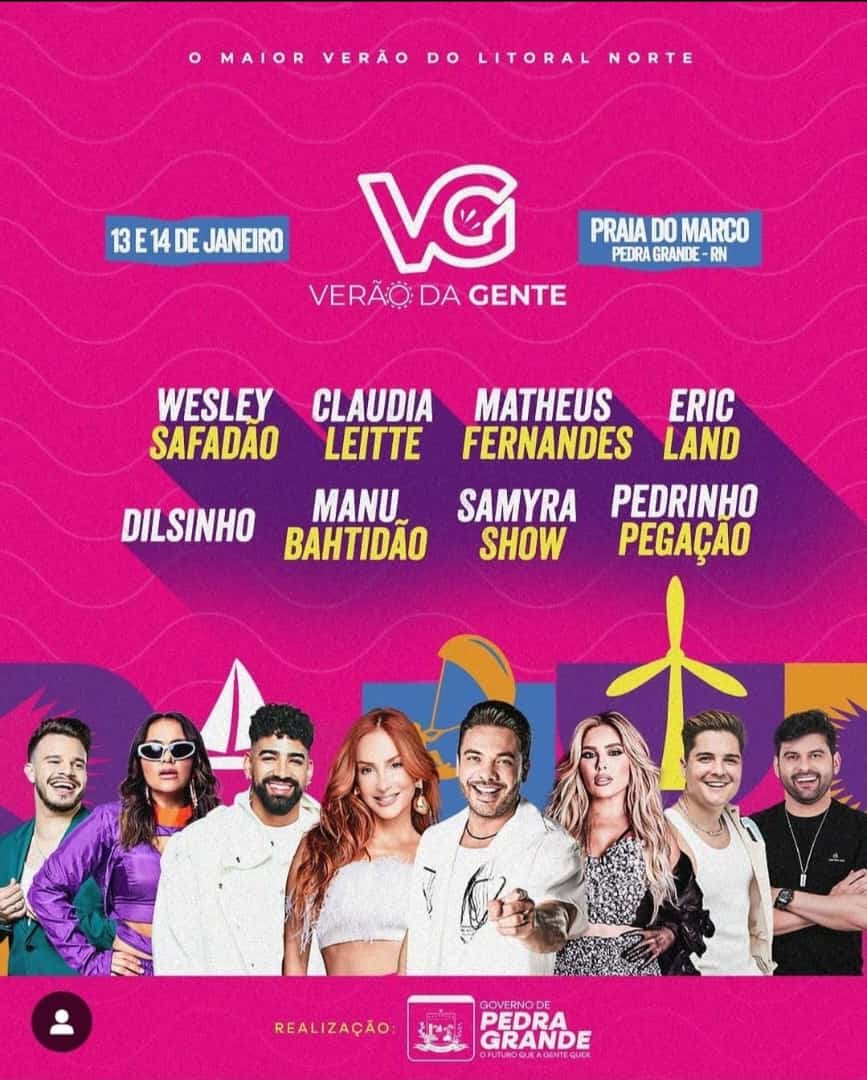 O MAIOR VERÃO DO LITORAL NORTE
VG
13 E 14 DE JANEIRO
PRAIA DO MARCO
PEDRA GRANDE - RN
VERÃO DA GENTE
WESLEY SAFADÃO
CLAUDIA LEITTE
MATHEUS FERNANDES
ERIC LAND
DILSINHO
MANU BAHTIDÃO
SAMYRA SHOW
PEDRINHO PEGAÇÃO
REALIZAÇÃO:
GOVERNO DE
PEDRA
GRANDE
O FUTURO QUE A GENTE QUER